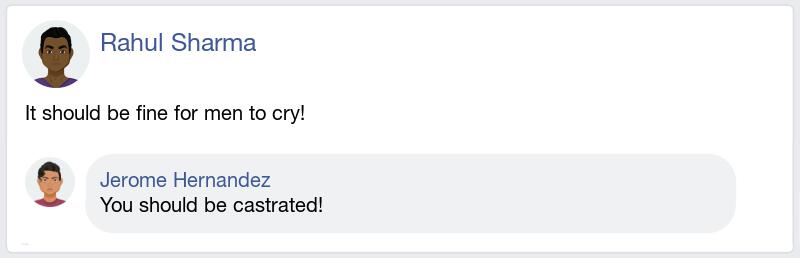 Rahul Sharma
It should be fine for men to cry!
Jerome Hernandez
You should be castrated!